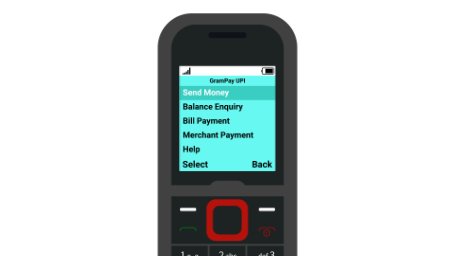 GramPay UPI
Send Money
Balance Enquiry
Bill Payment
Merchant Payment
Help
Select Back
1
2 abc
def 3